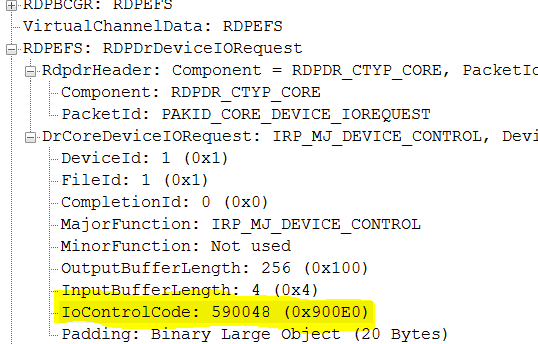 RDPBCGR: RDPEFS
VirtualChannelData: RDPEFS
RDPEFS: RDPDrDeviceIORequest
RdpdrHeader: Component = RDPDR_CTYP_CORE, PacketId
Component: RDPDR_CTYP_CORE
PacketId: PAKID_CORE_DEVICE_IOREQUEST
DrCoreDeviceIORequest: IRP_MJ_DEVICE_CONTROL, Devi
DeviceId: 1 (0x1)
FileId: 1 (0x1)
CompletionId: 0 (0x0)
MajorFunction: IRP_MJ_DEVICE_CONTROL
MinorFunction: Not used
OutputBufferLength: 256 (0x100)
InputBufferLength: 4 (0x4)
IoControlCode: 590048 (0x900E0)
Padding: Binary Large Object (20 Bytes)